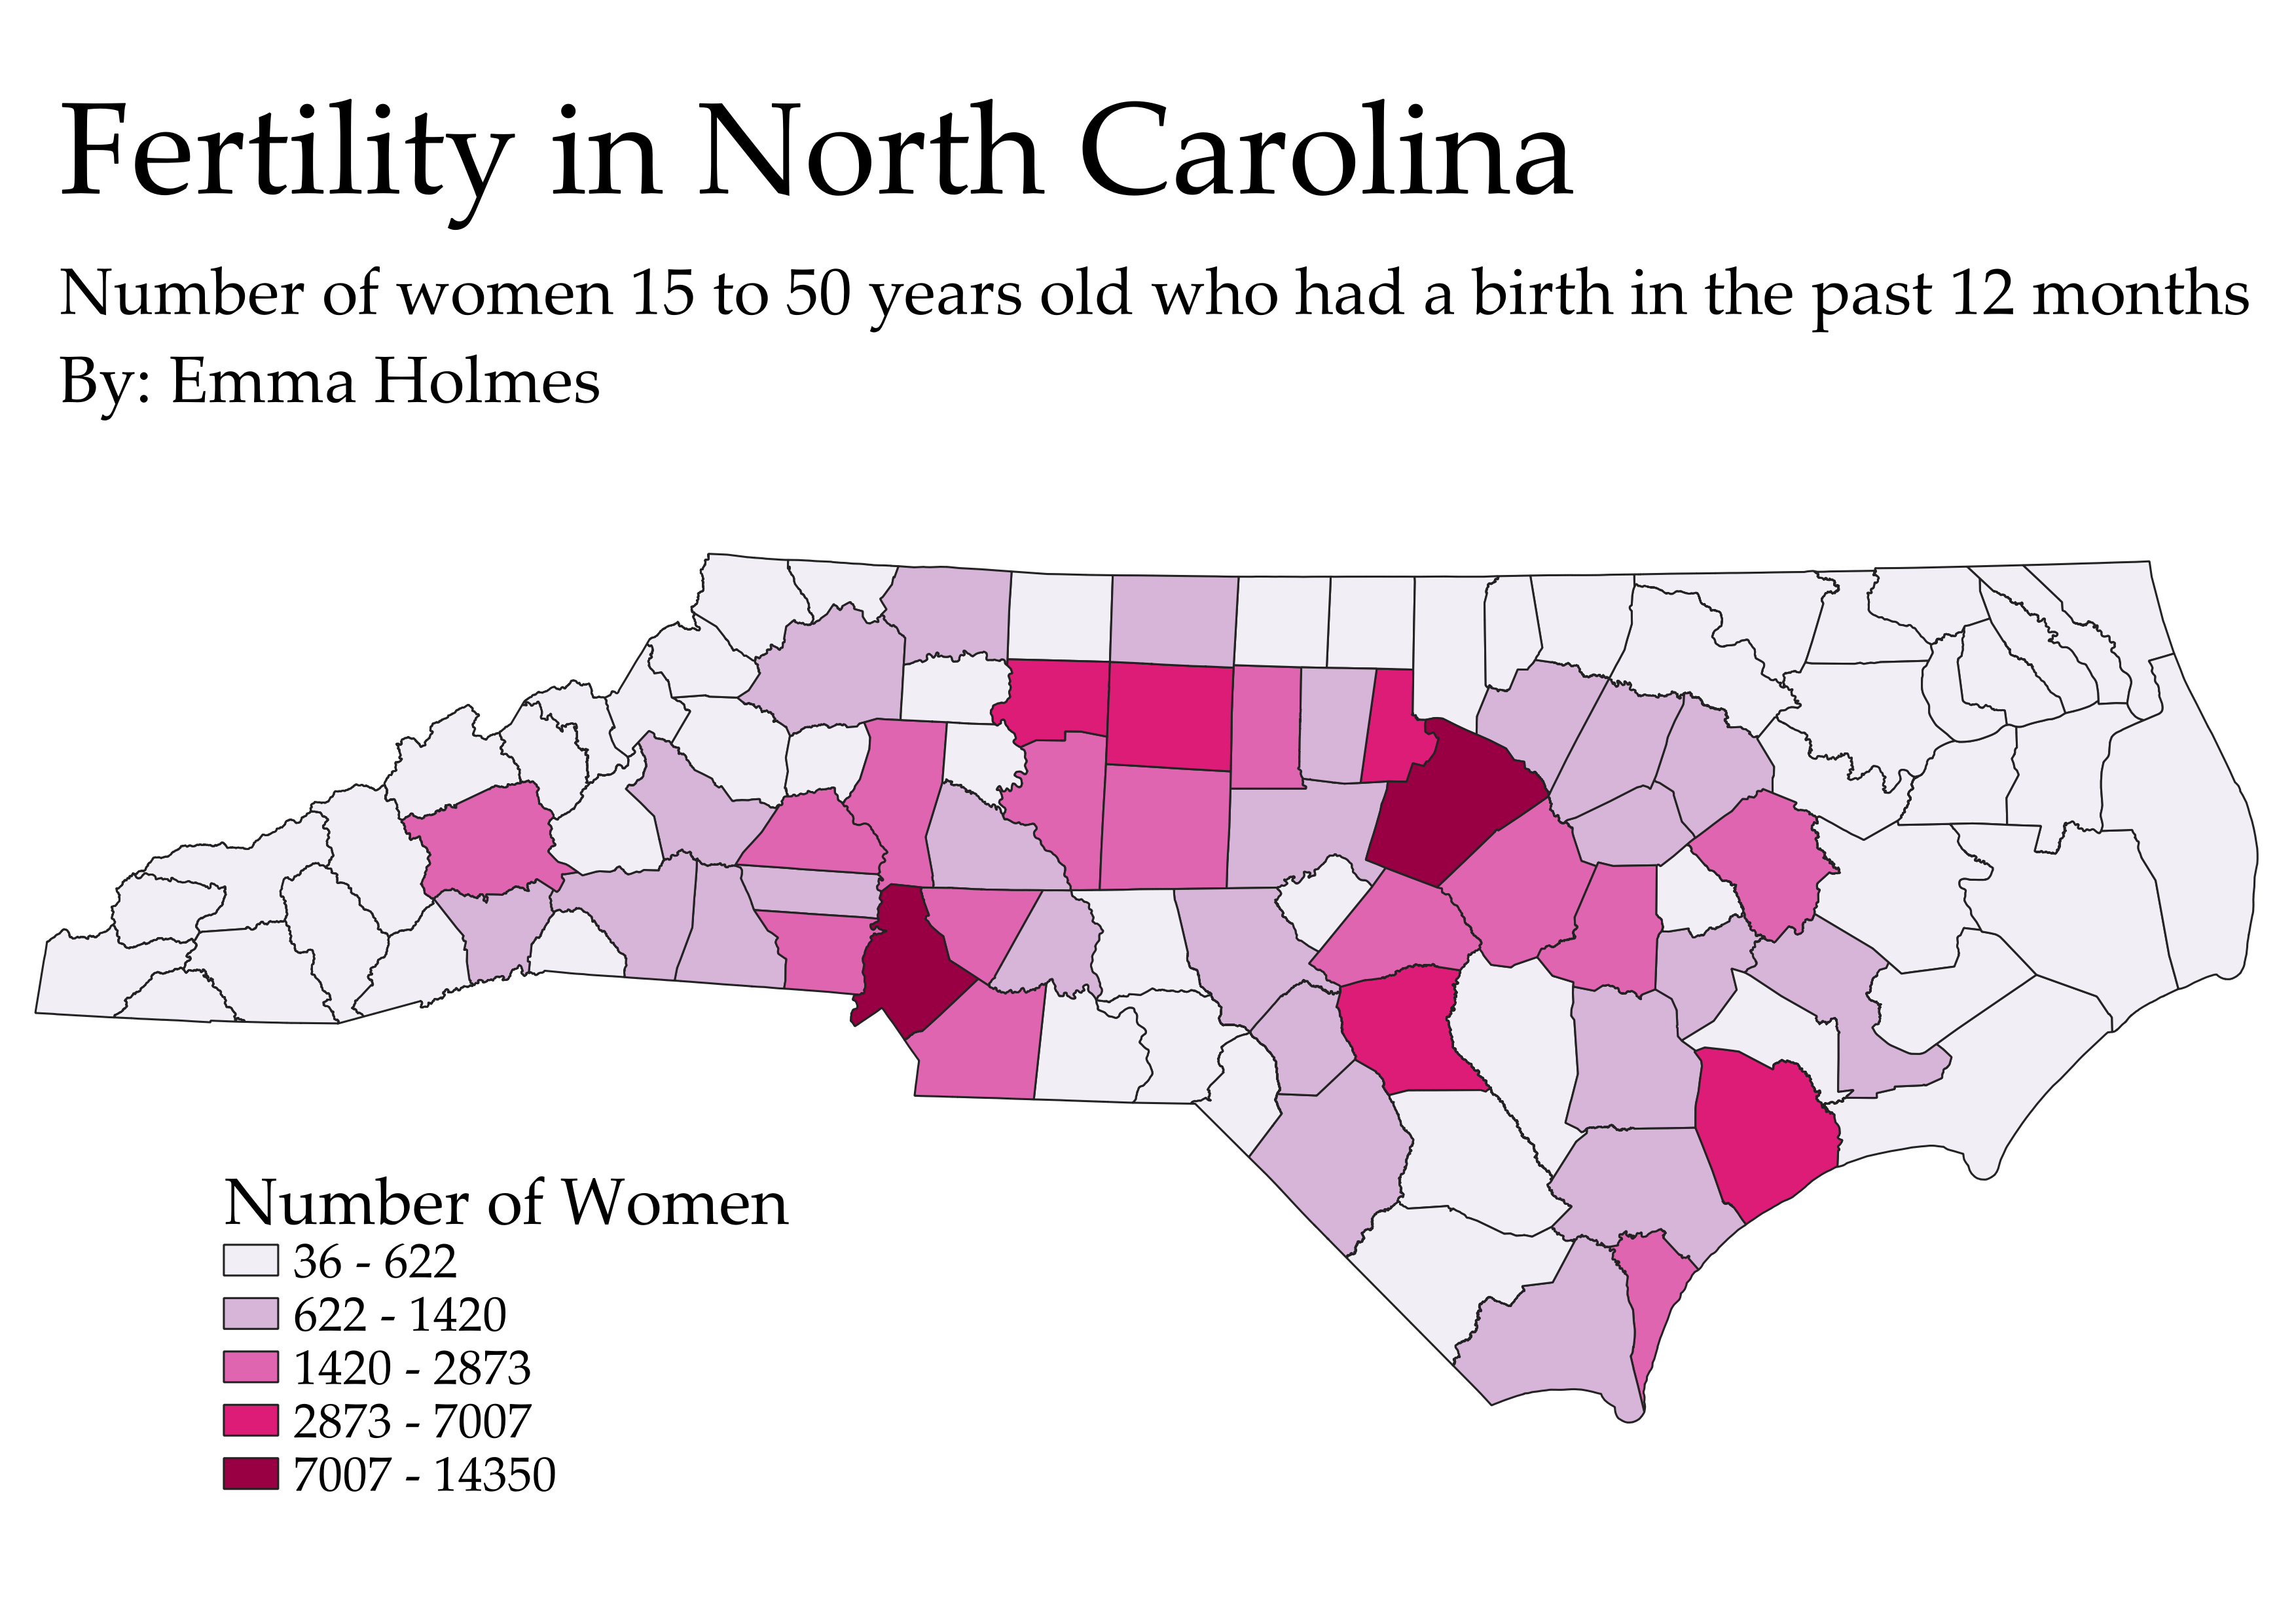 Fertility in North Carolina
Number of women 15 to 50 years old who had a birth in the past 12 months
By: Emma Holmes
Number of Women
36 - 622
622 - 1420
1420 - 2873
2873 - 7007
7007 - 14350